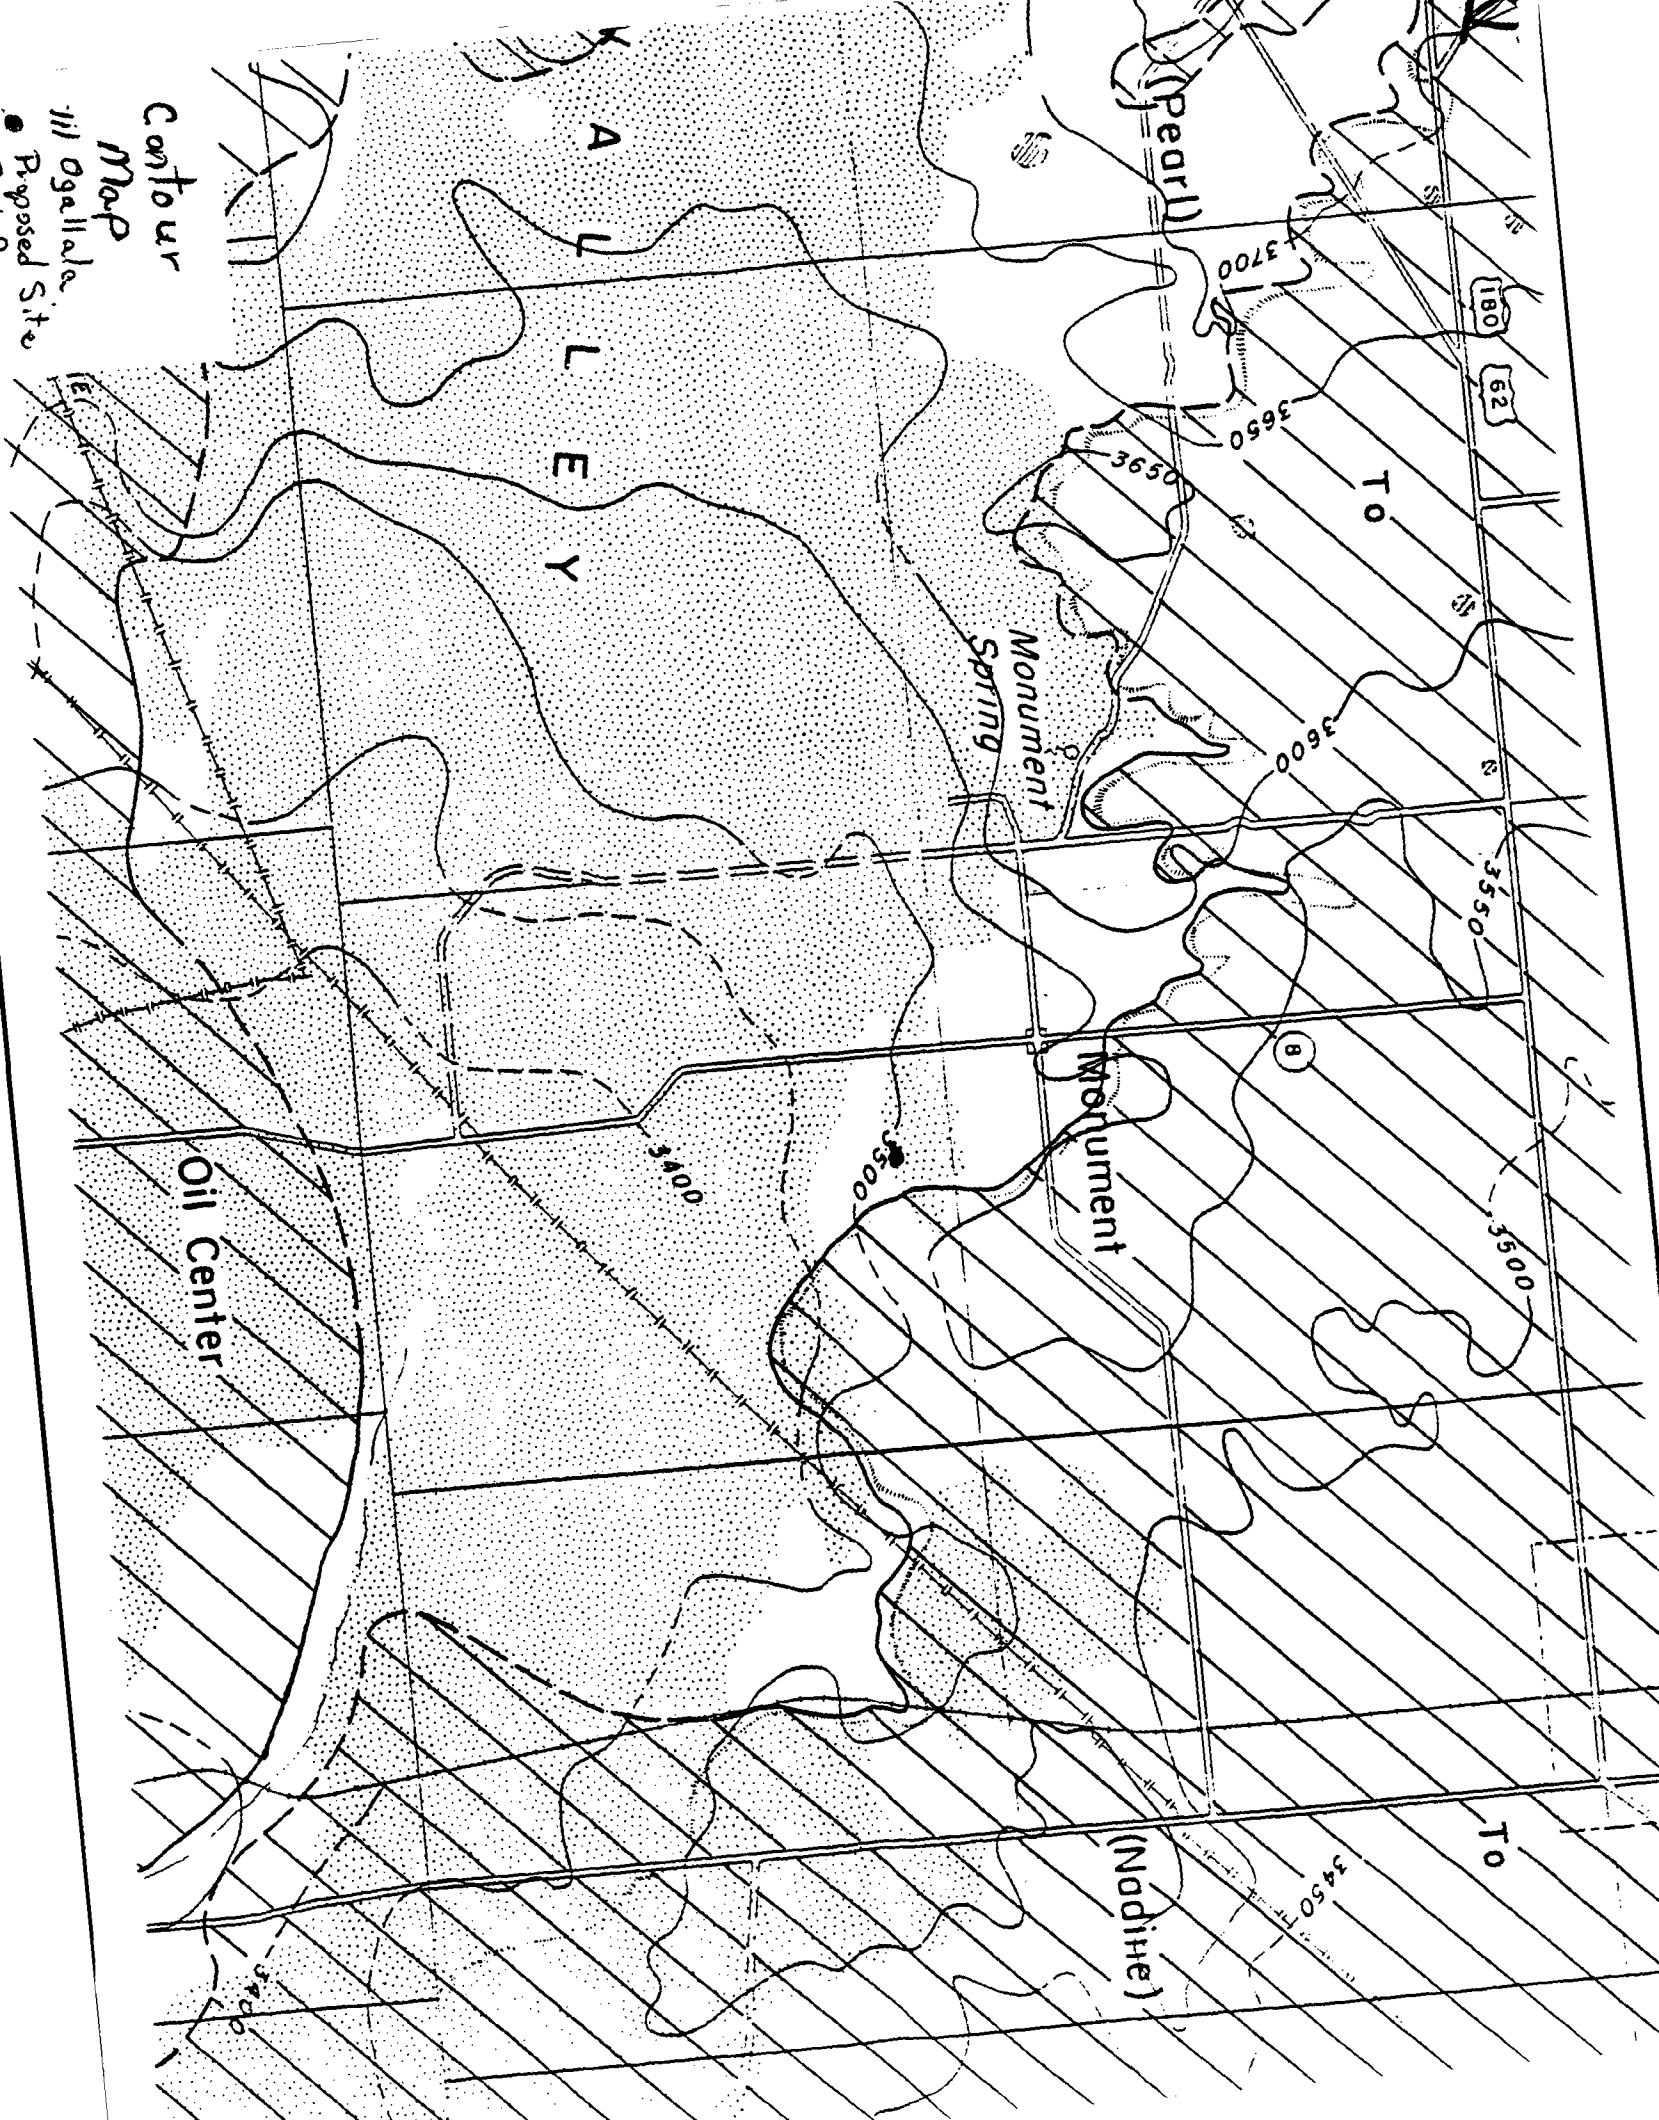 Contour
Map
//// Ogallala
● Proposed Site
A
L
L
E
Y
(Pearl)
3700
180
62
3650
3650
To
Monument
Spring
3600
3550
8
Monument
3500
3500
3400
Oil Center
To
(Nadine)
3450
3400